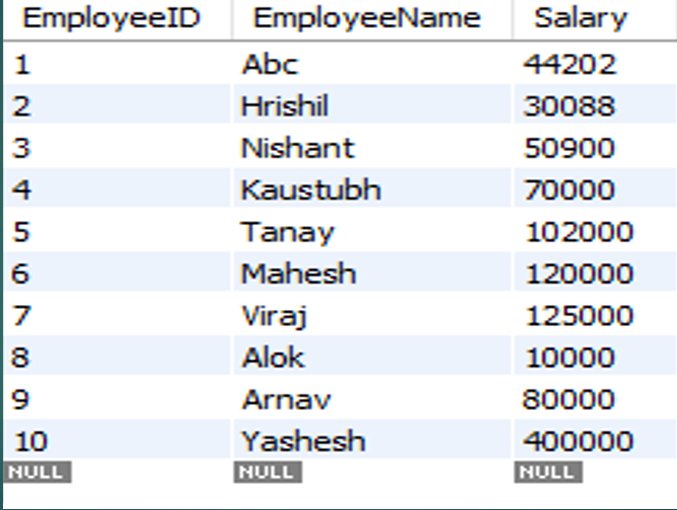 EmployeeID EmployeeName Salary
1 Abc 44202
2 Hrishil 30088
3 Nishant 50900
4 Kaustubh 70000
5 Tanay 102000
6 Mahesh 120000
7 Viraj 125000
8 Alok 10000
9 Arnav 80000
10 Yashesh 400000
NULL NULL NULL